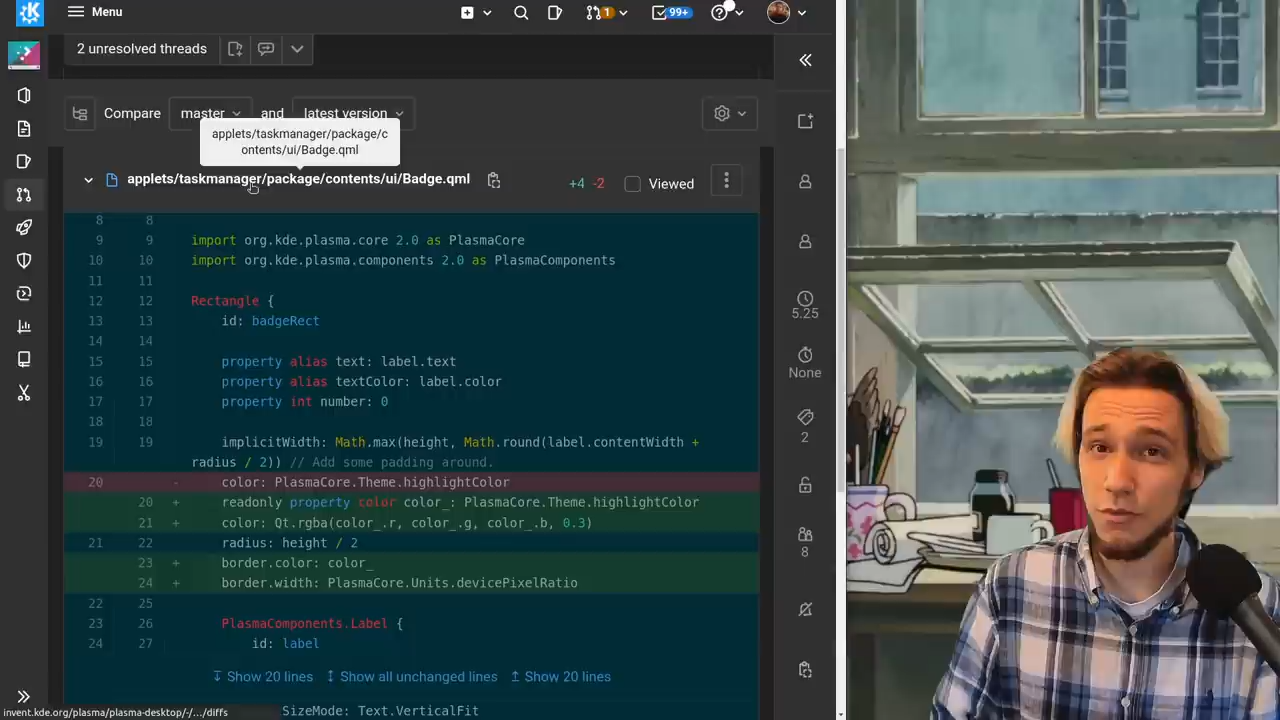 Menu
1
99+
2 unresolved threads
Compare master and latest version
applets/taskmanager/package/c
ontents/ui/Badge.qml
applets/taskmanager/package/contents/ui/Badge.qml
+4 -2 Viewed
8 8
9 9 import org.kde.plasma.core 2.0 as PlasmaCore
10 10 import org.kde.plasma.components 2.0 as PlasmaComponents
11 11
12 12 Rectangle {
13 13 id: badgeRect
14 14
15 15 property alias text: label.text
16 16 property alias textColor: label.color
17 17 property int number: 0
18 18
19 19 implicitWidth: Math.max(height, Math.round(label.contentWidth +
radius / 2)) // Add some padding around.
20 - color: PlasmaCore.Theme.highlightColor
20 + readonly property color color_: PlasmaCore.Theme.highlightColor
21 + color: Qt.rgba(color_.r, color_.g, color_.b, 0.3)
21 22 radius: height / 2
23 + border.color: color_
24 + border.width: PlasmaCore.Units.devicePixelRatio
22 25
23 26 PlasmaComponents.Label {
24 27 id: label
Show 20 lines Show all unchanged lines Show 20 lines
SizeMode: Text.VerticalFit
invent.kde.org/plasma/plasma-desktop/-/.../diffs
5.25
None
2
8